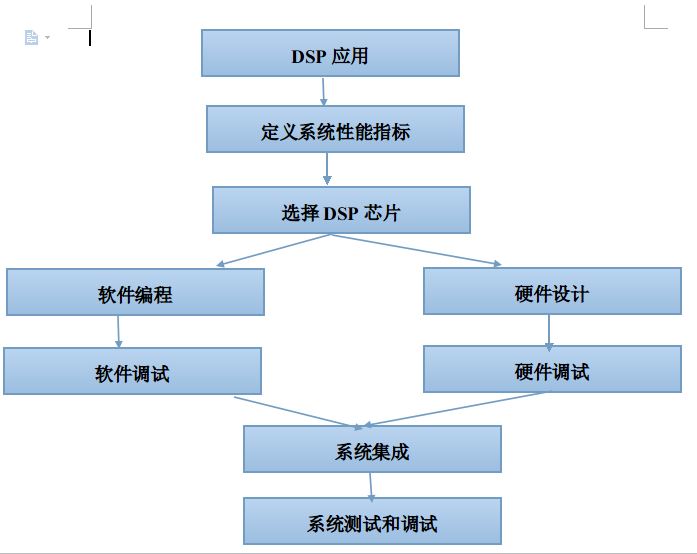 DSP 应用
定义系统性能指标
选择 DSP 芯片
软件编程
硬件设计
软件调试
硬件调试
系统集成
系统测试和调试